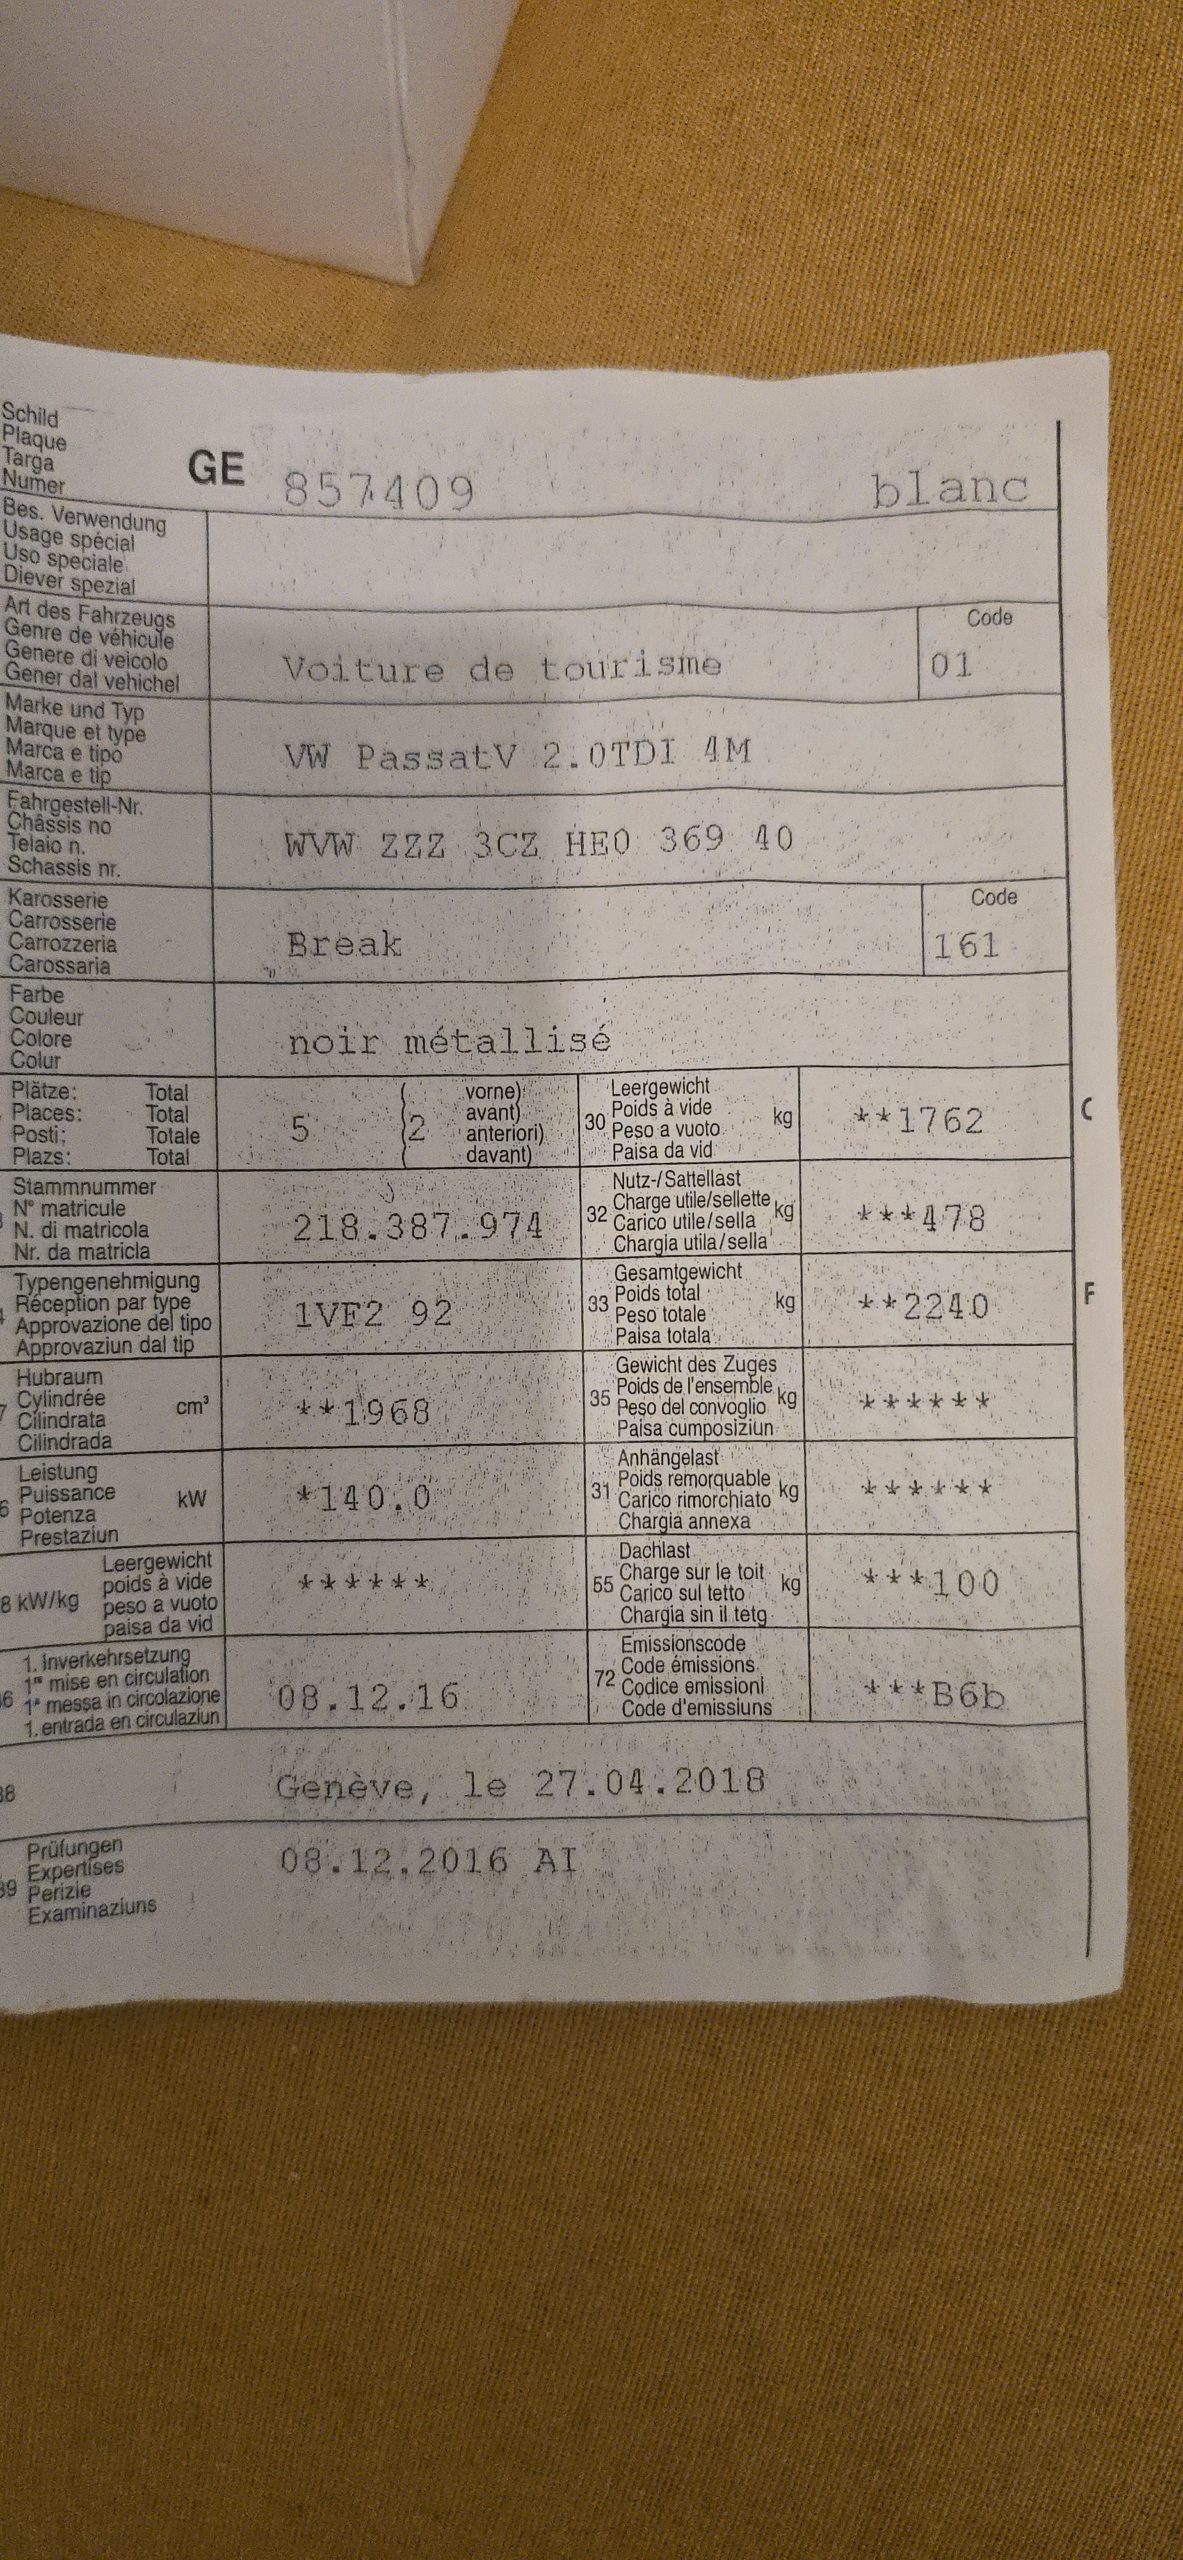 Schild
Plaque
Targa
Numer
GE 857409 blanc
Bes. Verwendung
Usage spécial
Uso speciale
Diever spezial
Art des Fahrzeugs
Genre de véhicule
Genere di veicolo
Gener dal vehichel
Voiture de tourisme
Code
01
Marke und Typ
Marque et type
Marca e tipo
Marca e tip
VW PassatV 2.0TDI 4M
Fahrgestell-Nr.
Châssis no
Telaio n.
Schassis nr.
WVW ZZZ 3CZ HE0 369 40
Karosserie
Carrosserie
Carrozzeria
Carossaria
Break
Code
161
Farbe
Couleur
Colore
Colur
noir métallisé
Plätze: Total
Places: Total
Posti: Totale
Plazs: Total
5
( vorne)
(2 avant)
( anteriori)
( davant)
30 Leergewicht
Poids à vide kg
Peso a vuoto
Paisa da vid
**1762
C
Stammnummer
N° matricule
N. di matricola
Nr. da matricla
218.387.974
32 Nutz-/Sattellast
Charge utile/sellette kg
Carico utile/sella
Chargia utila/sella
***478
Typengenehmigung
Réception par type
Approvazione del tipo
Approvaziun dal tip
1VF2 92
33 Gesamtgewicht
Poids total kg
Peso totale
Paisa totala
**2240
F
Hubraum
Cylindrée cm³
Cilindrata
Cilindrada
**1968
35 Gewicht des Zuges
Poids de l'ensemble kg
Peso del convoglio
Paisa cumposiziun
******
Leistung
Puissance kW
Potenza
Prestaziun
*140.0
31 Anhängelast
Poids remorquable kg
Carico rimorchiato
Chargia annexa
******
8 kW/kg
Leergewicht
poids à vide
peso a vuoto
paisa da vid
******
55 Dachlast
Charge sur le toit kg
Carico sul tetto
Chargia sin il tetg
***100
6
1. Inverkehrsetzung
1re mise en circulation
1a messa in circolazione
1. entrada en circulaziun
08.12.16
72 Emissionscode
Code émissions
Codice emissioni
Code d'emissiuns
***B6b
38
Genève, le 27.04.2018
39
Prüfungen
Expertises
Perizie
Examinaziuns
08.12.2016 AI